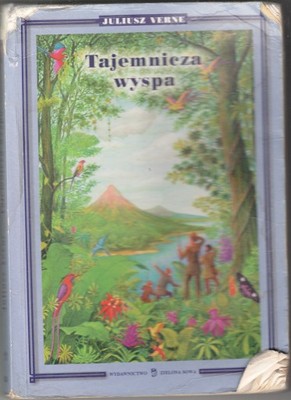 JULIUSZ VERNE
Tajemnicza
wyspa
WYDAWNICTWO ZIELONA SOWA